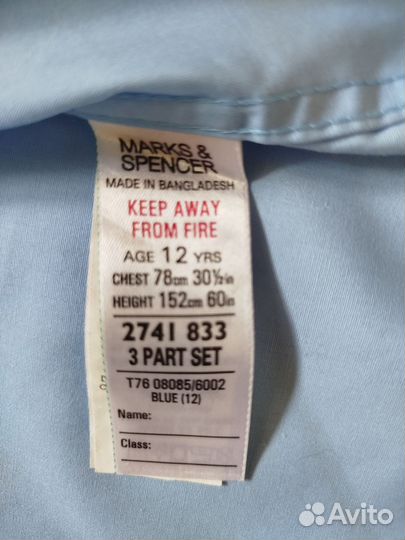 MARKS &
SPENCER
MADE IN BANGLADESH
KEEP AWAY
FROM FIRE
AGE 12 YRS
CHEST 78cm 30½in
HEIGHT 152cm 60in
2741 833
3 PART SET
T76 08085/6002
BLUE (12)
Name:
Class:
Avito